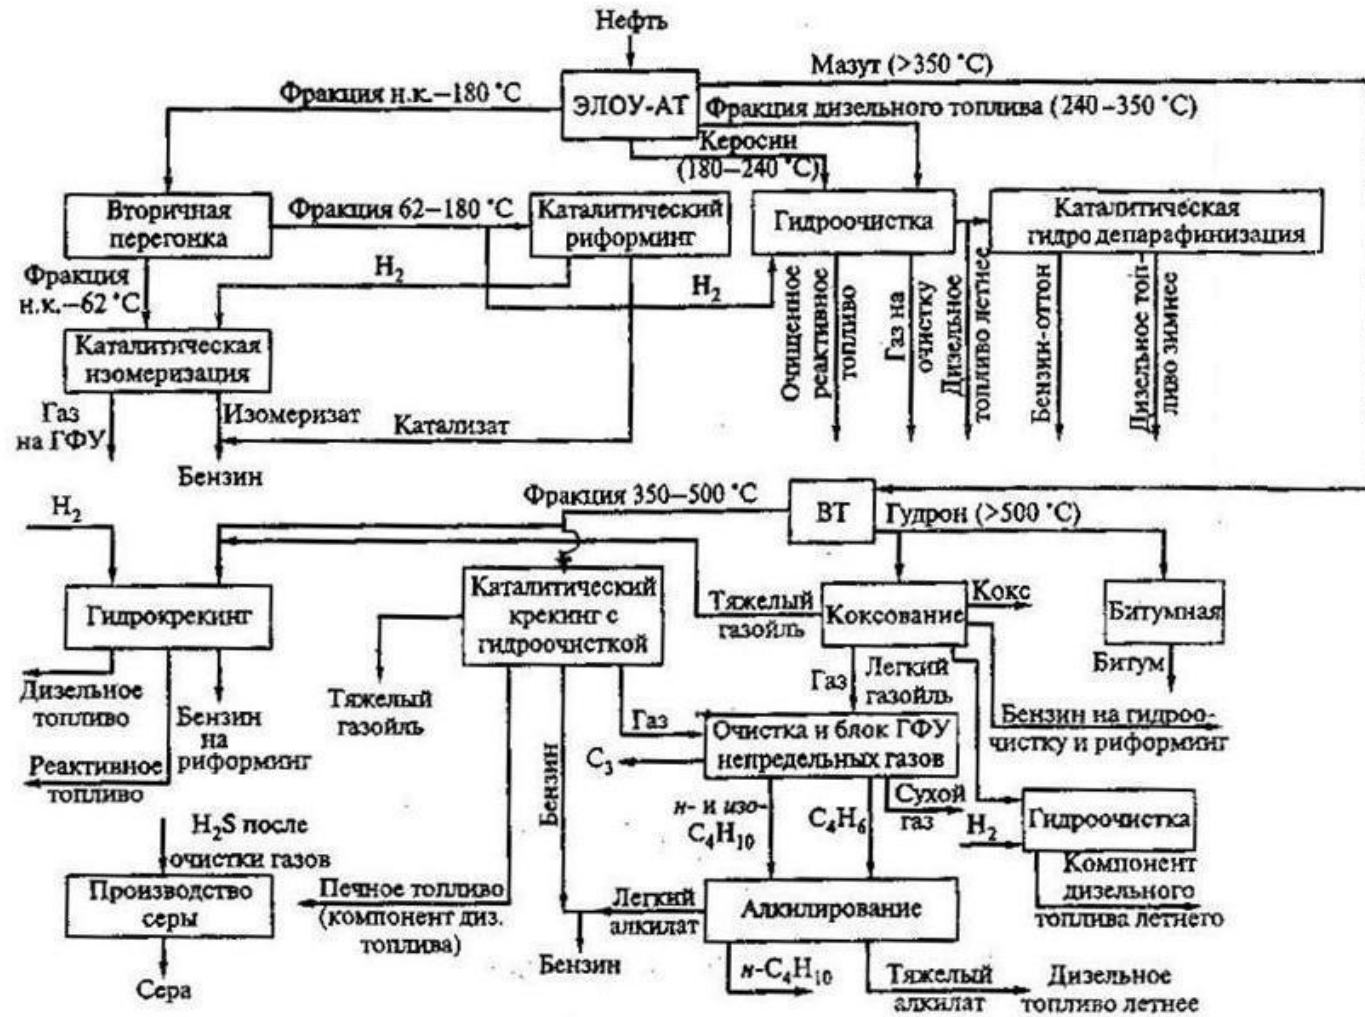 Нефть
Мазут (>350 °С)
Фракция н.к.–180 °С
ЭЛОУ-АТ
Фракция дизельного топлива (240–350 °С)
Керосин
(180–240 °С)
Вторичная
перегонка
Фракция 62–180 °С
Каталитический
риформинг
Гидроочистка
Каталитическая
гидро депарафинизация
Фракция
н.к.–62 °С
H₂
H₂
Каталитическая
изомеризация
Очищенное
реактивное
топливо
Газ на
очистку
Дизельное
топливо летнее
Бензин-оттон
Дизельное топ-
ливо зимнее
Газ
на ГФУ
Изомеризат
Катализат
Бензин
H₂
Фракция 350–500 °С
ВТ
Гудрон (>500 °С)
Гидрокрекинг
Каталитический
крекинг с
гидроочисткой
Тяжелый
газойль
Коксование
Кокс
Битумная
Битум
Дизельное
топливо
Бензин
на
риформинг
Реактивное
топливо
Тяжелый
газойль
Газ
Газ
Легкий
газойль
Очистка и блок ГФУ
непредельных газов
Бензин на гидроо-
чистку и риформинг
C₃
Бензин
н- и изо-
C₄H₁₀
C₄H₆
Сухой
газ
H₂
Гидроочистка
Компонент
дизельного
топлива летнего
H₂S после
очистки газов
Производство
серы
Сера
Печное топливо
(компонент диз.
топлива)
Легкий
алкилат
Алкилирование
Бензин
н-C₄H₁₀
Тяжелый
алкилат
Дизельное
топливо летнее